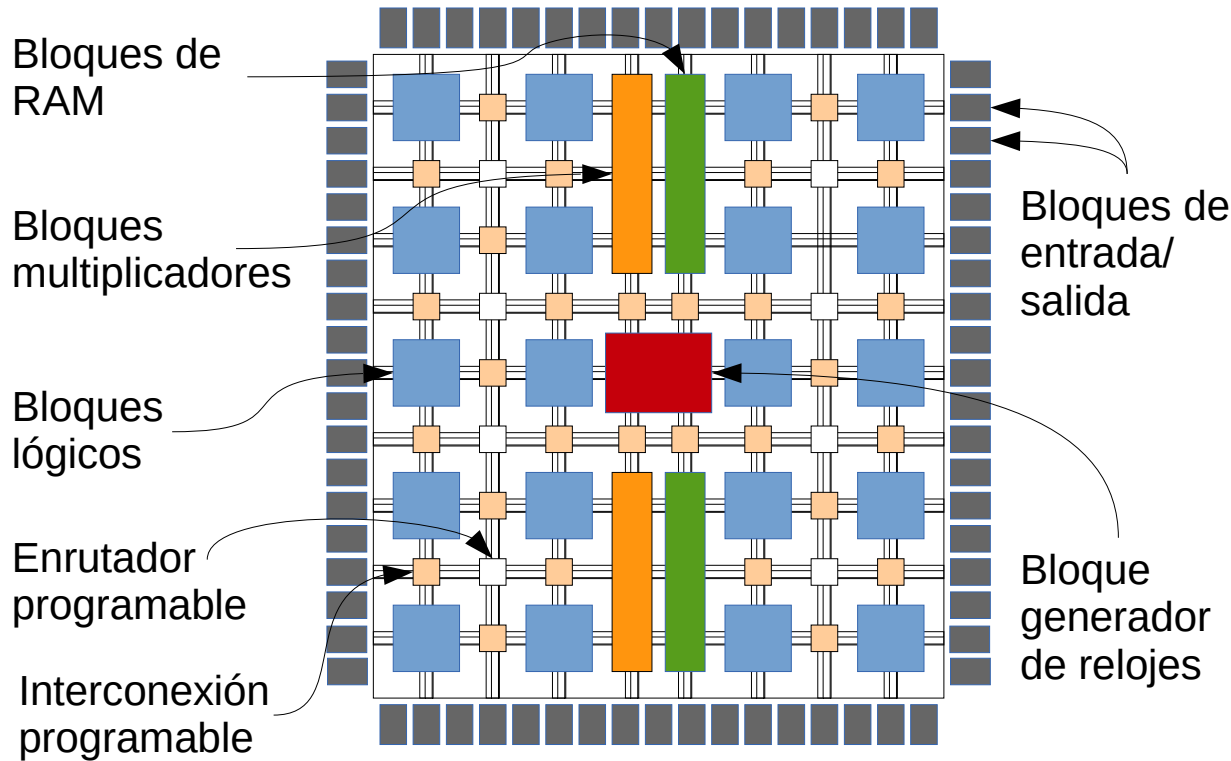 Bloques de
RAM
Bloques
multiplicadores
Bloques
lógicos
Enrutador
programable
Interconexión
programable
Bloques de
entrada/
salida
Bloque
generador
de relojes